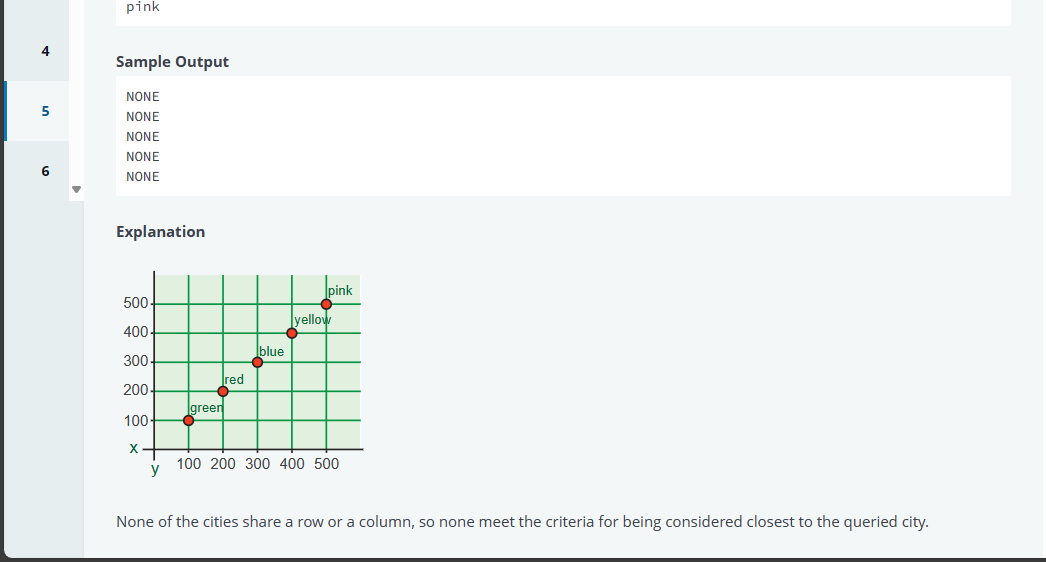 pink
4
Sample Output
NONE
5
NONE
NONE
NONE
6
NONE
Explanation
pink
500
yellow
400
blue
300
red
200
green
100
x
y
100 200 300 400 500
None of the cities share a row or a column, so none meet the criteria for being considered closest to the queried city.